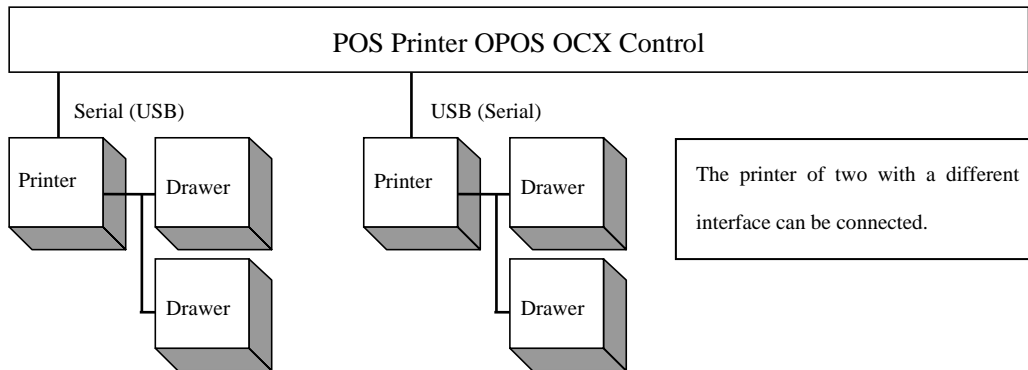 POS Printer OPOS OCX Control
Serial (USB)
USB (Serial)
Printer
Drawer
Printer
Drawer
The printer of two with a different
interface can be connected.
Drawer
Drawer